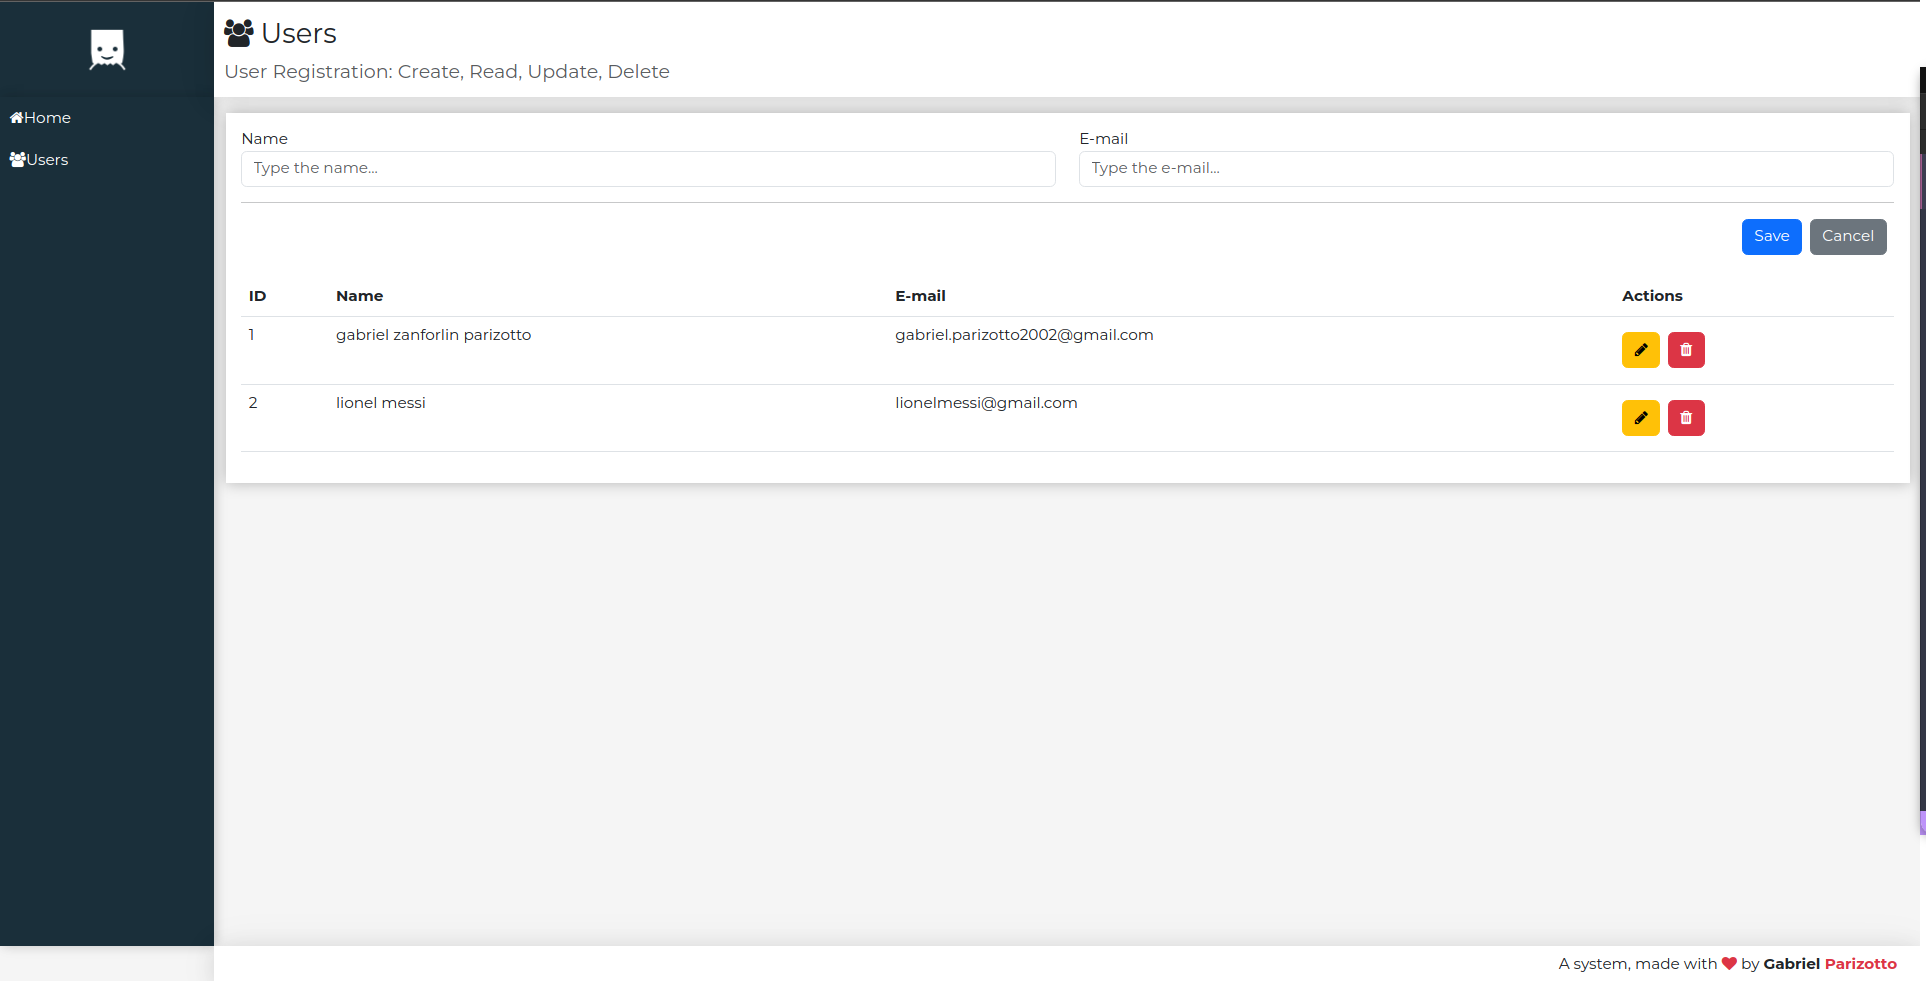 Users
User Registration: Create, Read, Update, Delete
Home
Users
Name
E-mail
Type the name...
Type the e-mail...
Save Cancel
ID Name E-mail Actions
1 gabriel zanforlin parizotto gabriel.parizotto2002@gmail.com
2 lionel messi lionelmessi@gmail.com
A system, made with by Gabriel Parizotto